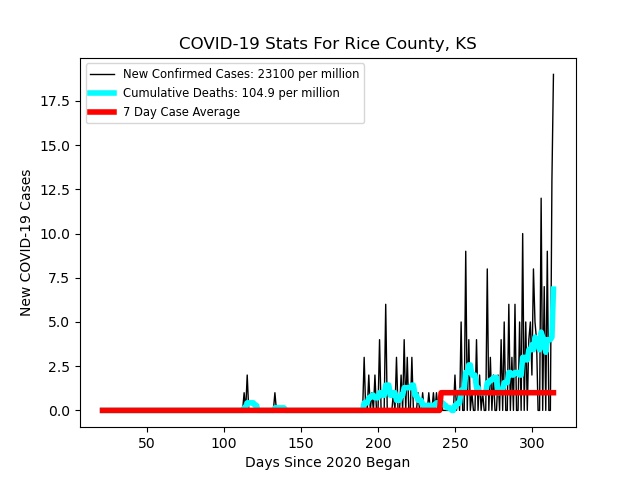 COVID-19 Stats For Rice County, KS
New Confirmed Cases: 23100 per million
Cumulative Deaths: 104.9 per million
7 Day Case Average
New COVID-19 Cases
17.5
15.0
12.5
10.0
7.5
5.0
2.5
0.0
50 100 150 200 250 300
Days Since 2020 Began